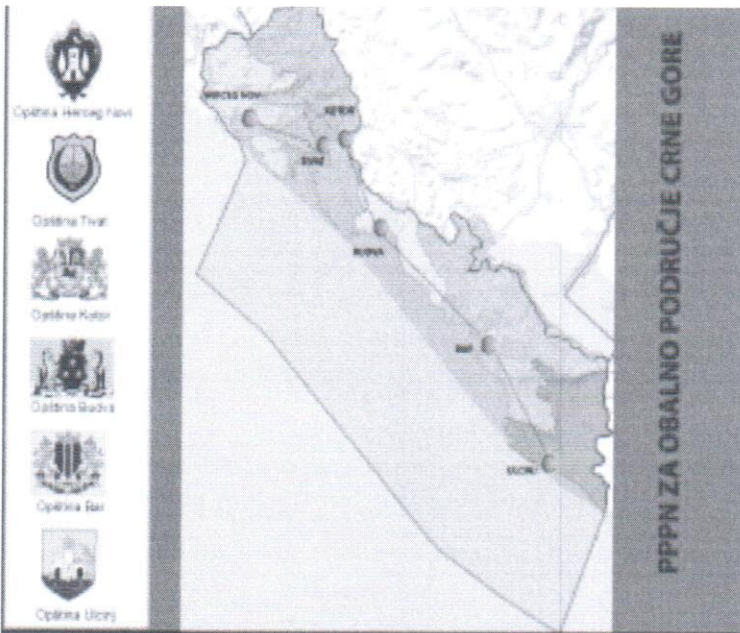 Opština Herceg Novi
Opština Tivat
Opština Kotor
Opština Budva
Opština Bar
Opština Ulcinj
HERCEG NOVI
KOTOR
TIVAT
BUDVA
BAR
ULCINJ
PPPN ZA OBALNO PODRUČJE CRNE GORE